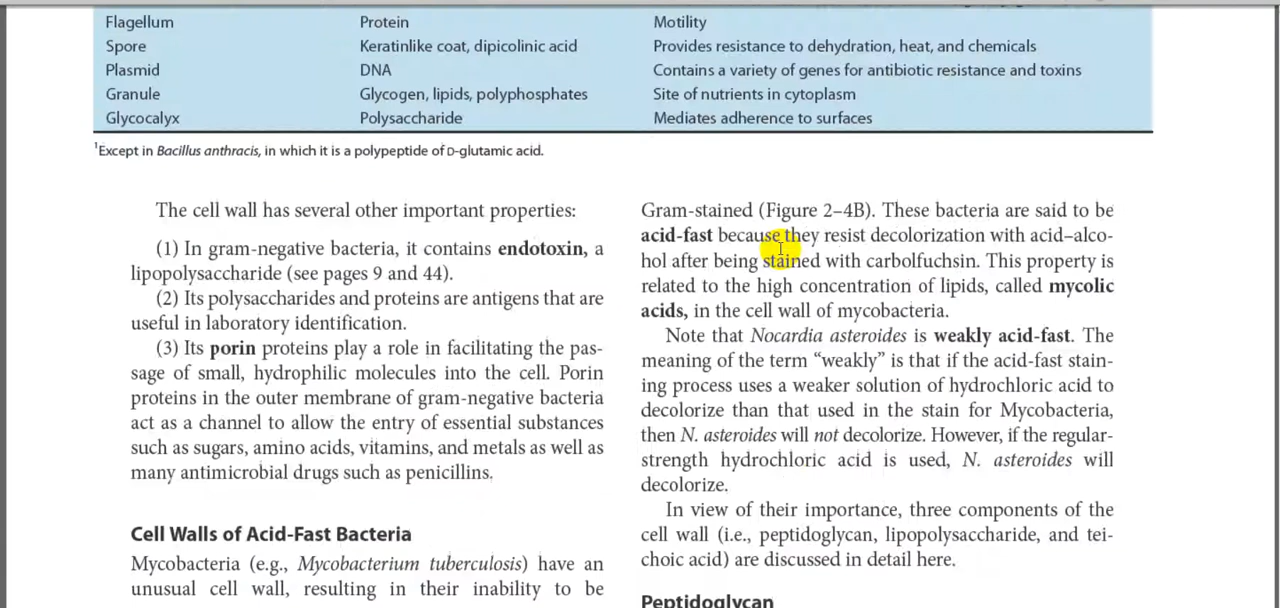 Flagellum Protein Motility
Spore Keratinlike coat, dipicolinic acid Provides resistance to dehydration, heat, and chemicals
Plasmid DNA Contains a variety of genes for antibiotic resistance and toxins
Granule Glycogen, lipids, polyphosphates Site of nutrients in cytoplasm
Glycocalyx Polysaccharide Mediates adherence to surfaces
¹Except in Bacillus anthracis, in which it is a polypeptide of D-glutamic acid.
The cell wall has several other important properties:
(1) In gram-negative bacteria, it contains endotoxin, a
lipopolysaccharide (see pages 9 and 44).
(2) Its polysaccharides and proteins are antigens that are
useful in laboratory identification.
(3) Its porin proteins play a role in facilitating the pas-
sage of small, hydrophilic molecules into the cell. Porin
proteins in the outer membrane of gram-negative bacteria
act as a channel to allow the entry of essential substances
such as sugars, amino acids, vitamins, and metals as well as
many antimicrobial drugs such as penicillins.
Cell Walls of Acid-Fast Bacteria
Mycobacteria (e.g., Mycobacterium tuberculosis) have an
unusual cell wall, resulting in their inability to be
Gram-stained (Figure 2–4B). These bacteria are said to be
acid-fast because they resist decolorization with acid–alco-
hol after being stained with carbolfuchsin. This property is
related to the high concentration of lipids, called mycolic
acids, in the cell wall of mycobacteria.
Note that Nocardia asteroides is weakly acid-fast. The
meaning of the term “weakly” is that if the acid-fast stain-
ing process uses a weaker solution of hydrochloric acid to
decolorize than that used in the stain for Mycobacteria,
then N. asteroides will not decolorize. However, if the regular-
strength hydrochloric acid is used, N. asteroides will
decolorize.
In view of their importance, three components of the
cell wall (i.e., peptidoglycan, lipopolysaccharide, and tei-
choic acid) are discussed in detail here.
Peptidoglycan